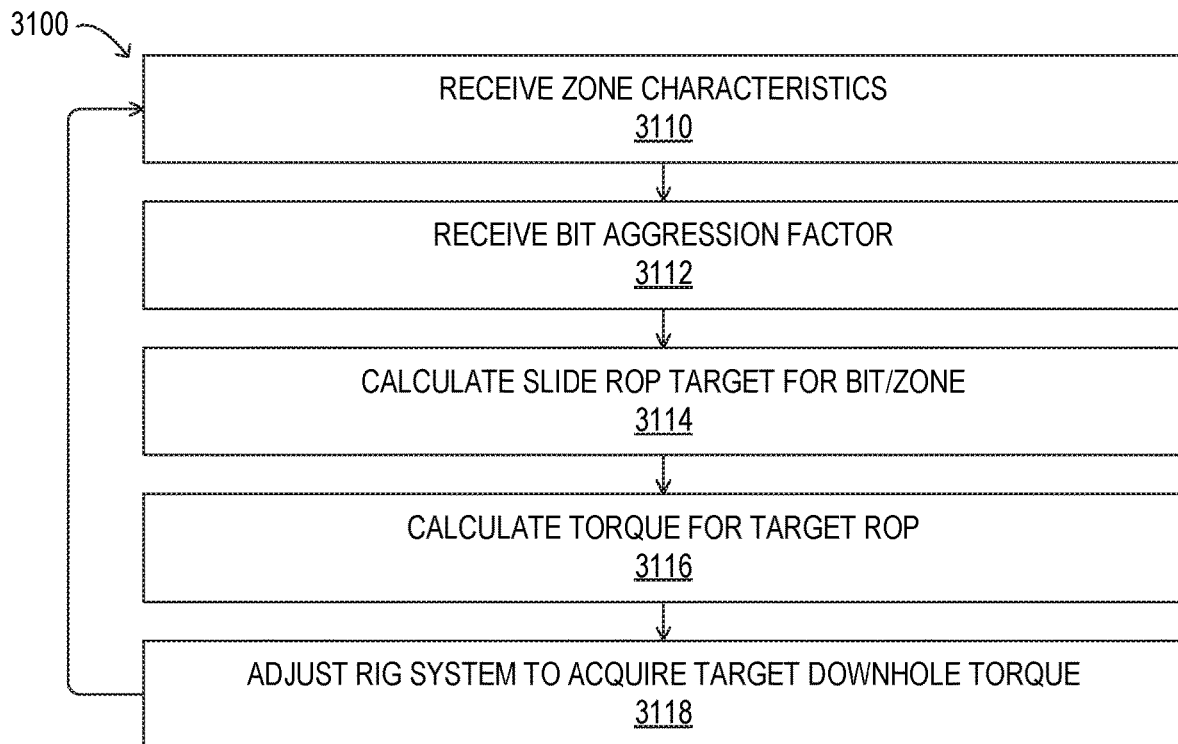 3100
RECEIVE ZONE CHARACTERISTICS
3110
RECEIVE BIT AGGRESSION FACTOR
3112
CALCULATE SLIDE ROP TARGET FOR BIT/ZONE
3114
CALCULATE TORQUE FOR TARGET ROP
3116
ADJUST RIG SYSTEM TO ACQUIRE TARGET DOWNHOLE TORQUE
3118